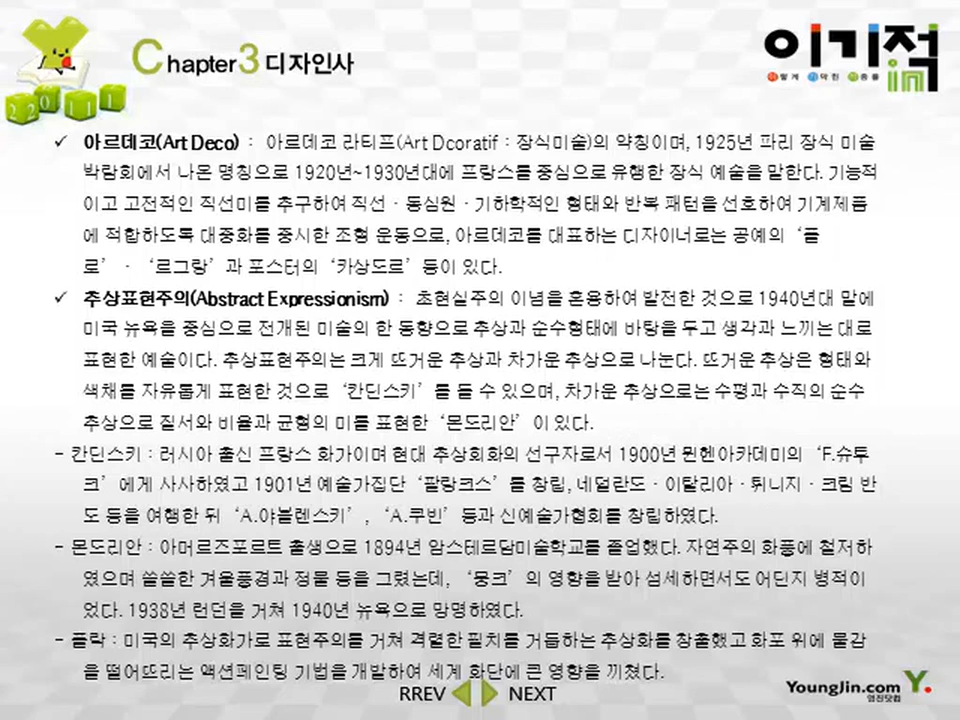 Chapter3 디자인사
이기적in
이렇게 기막힌 적중률
2 2 0 1 1 1
✓ 아르데코(Art Deco) : 아르데코 라티프(Art Dcoratif : 장식미술)의 약칭이며, 1925년 파리 장식 미술
박람회에서 나온 명칭으로 1920년~1930년대에 프랑스를 중심으로 유행한 장식 예술을 말한다. 기능적
이고 고전적인 직선미를 추구하여 직선 · 동심원 · 기하학적인 형태와 반복 패턴을 선호하여 기계제품
에 적합하도록 대중화를 중시한 조형 운동으로, 아르데코를 대표하는 디자이너로는 공예의 ‘폴
로’ · ‘르그랑’과 포스터의 ‘카상도르’ 등이 있다.
✓ 추상표현주의(Abstract Expressionism) : 초현실주의 이념을 혼용하여 발전한 것으로 1940년대 말에
미국 뉴욕을 중심으로 전개된 미술의 한 동향으로 추상과 순수형태에 바탕을 두고 생각과 느끼는 대로
표현한 예술이다. 추상표현주의는 크게 뜨거운 추상과 차가운 추상으로 나눈다. 뜨거운 추상은 형태와
색채를 자유롭게 표현한 것으로 ‘칸딘스키’를 들 수 있으며, 차가운 추상으로는 수평과 수직의 순수
추상으로 질서와 비율과 균형의 미를 표현한 ‘몬드리안’이 있다.
- 칸딘스키 : 러시아 출신 프랑스 화가이며 현대 추상회화의 선구자로서 1900년 뮌헨아카데미의 ‘F.슈투
크’에게 사사하였고 1901년 예술가집단 ‘팔랑크스’를 창립, 네덜란드 · 이탈리아 · 튀니지 · 크림 반
도 등을 여행한 뒤 ‘A.야블렌스키’, ‘A.쿠빈’ 등과 신예술가협회를 창립하였다.
- 몬드리안 : 아머르즈포르트 출생으로 1894년 암스테르담미술학교를 졸업했다. 자연주의 화풍에 철저하
였으며 쓸쓸한 겨울풍경과 정물 등을 그렸는데, ‘뭉크’의 영향을 받아 섬세하면서도 어딘지 병적이
었다. 1938년 런던을 거쳐 1940년 뉴욕으로 망명하였다.
- 폴락 : 미국의 추상화가로 표현주의를 거쳐 격렬한 필치를 거듭하는 추상화를 창출했고 화포 위에 물감
을 떨어뜨리는 액션페인팅 기법을 개발하여 세계 화단에 큰 영향을 끼쳤다.
RREV NEXT
YoungJin.com Y.
영진닷컴